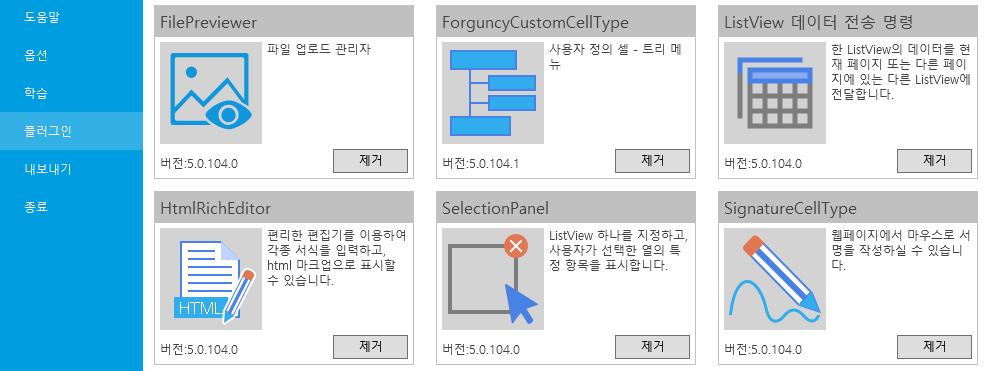 도움말
옵션
학습
플러그인
내보내기
종료
FilePreviewer
파일 업로드 관리자
버전:5.0.104.0
제거
ForguncyCustomCellType
사용자 정의 셀 - 트리 메
뉴
버전:5.0.104.1
제거
ListView 데이터 전송 명령
한 ListView의 데이터를 현
재 페이지 또는 다른 페이
지에 있는 다른 ListView에
전달합니다.
버전:5.0.104.0
제거
HtmlRichEditor
편리한 편집기를 이용하여
각종 서식을 입력하고,
html 마크업으로 표시할
수 있습니다.
HTML
버전:5.0.104.0
제거
SelectionPanel
ListView 하나를 지정하고,
사용자가 선택한 열의 특
정 항목을 표시합니다.
버전:5.0.104.0
제거
SignatureCellType
웹페이지에서 마우스로 서
명을 작성하실 수 있습니
다.
버전:5.0.104.0
제거